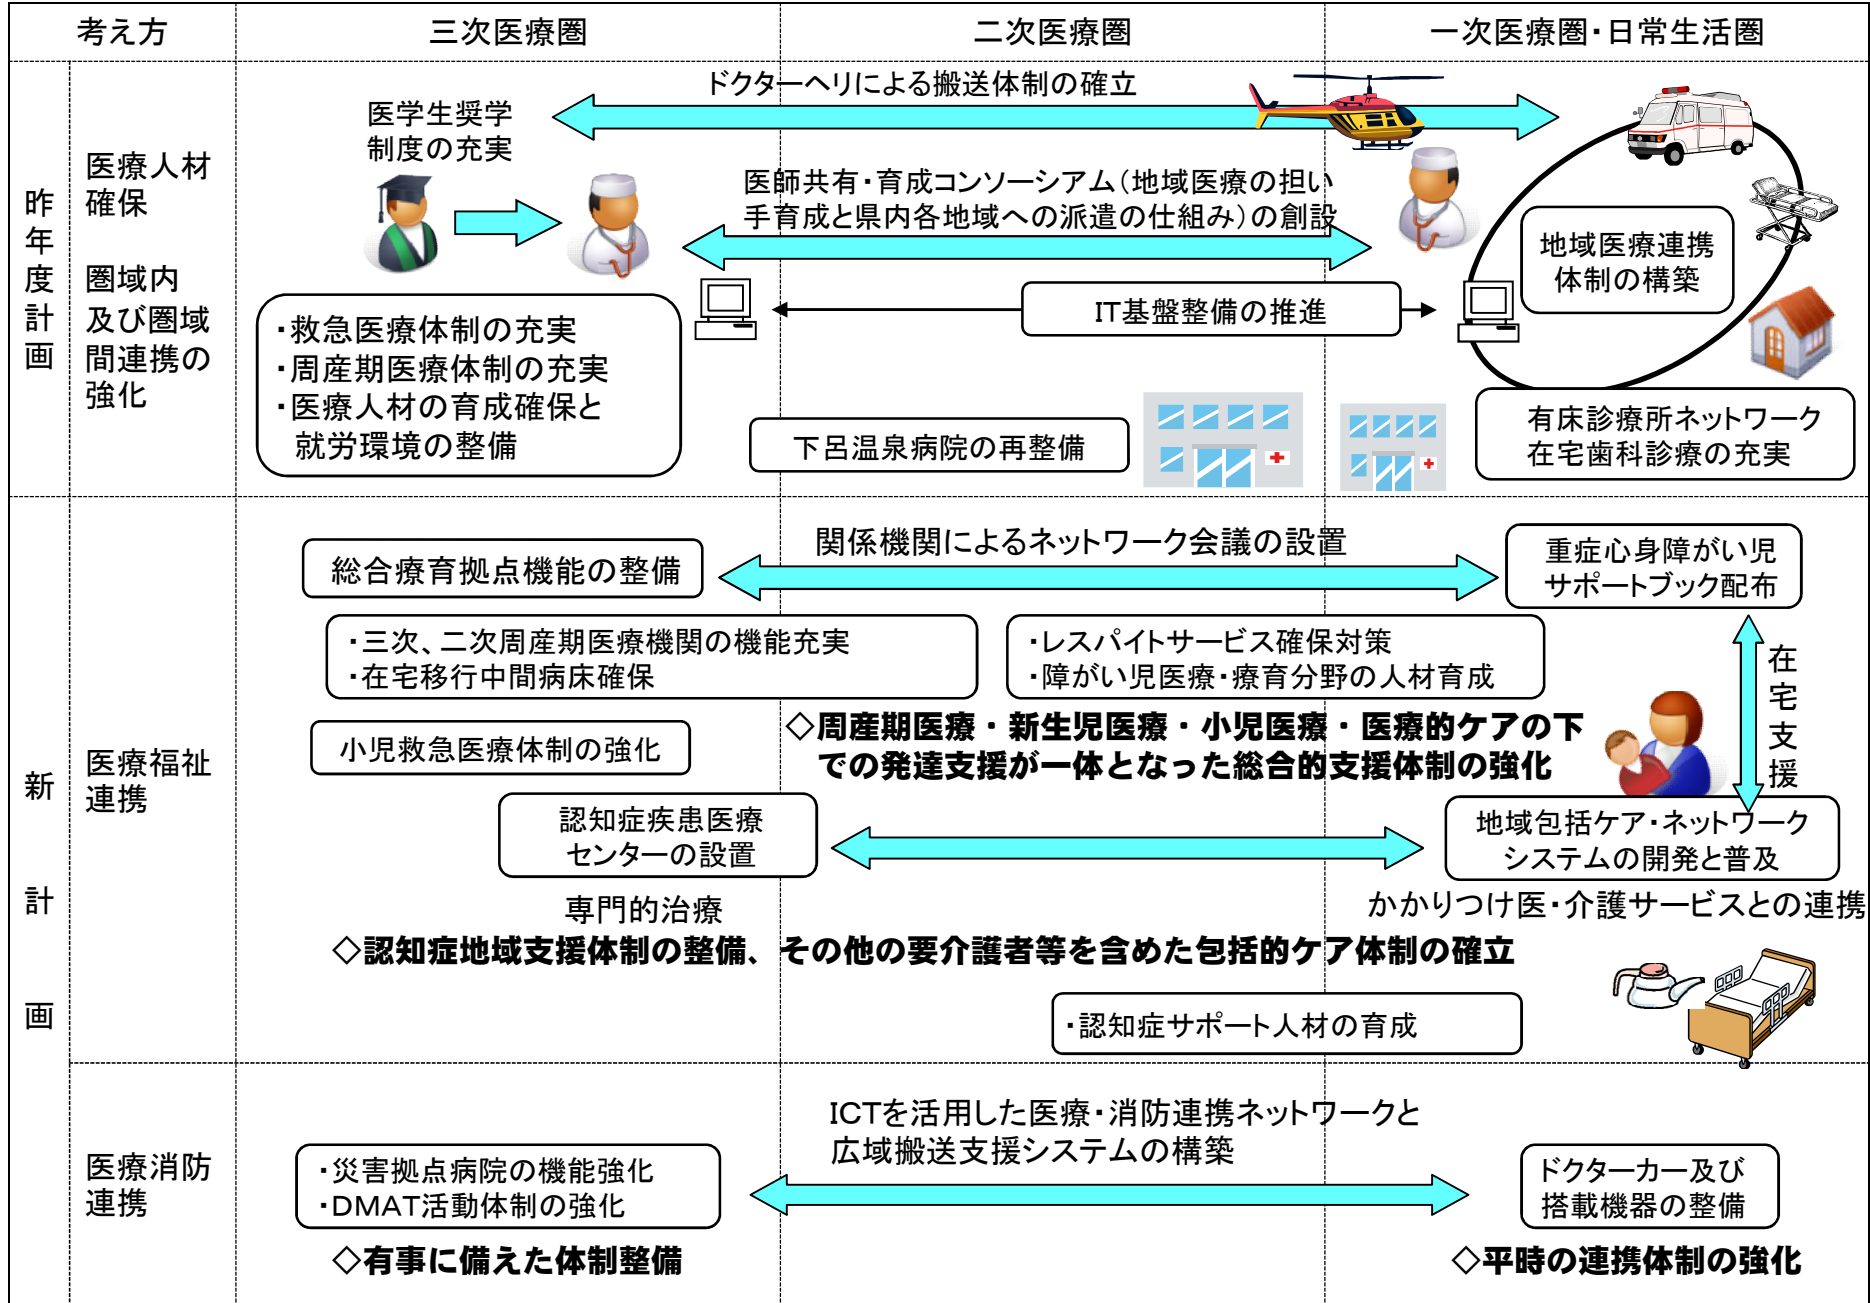 考え方
三次医療圏
二次医療圏
一次医療圏・日常生活圏
昨年度計画
医療人材
確保
圏域内
及び圏域
間連携の
強化
ドクターヘリによる搬送体制の確立
医学生奨学
制度の充実
医師共有・育成コンソーシアム（地域医療の担い
手育成と県内各地域への派遣の仕組み）の創設
地域医療連携
体制の構築
IT基盤整備の推進
・救急医療体制の充実
・周産期医療体制の充実
・医療人材の育成確保と
就労環境の整備
下呂温泉病院の再整備
有床診療所ネットワーク
在宅歯科診療の充実
新計画
医療福祉
連携
関係機関によるネットワーク会議の設置
総合療育拠点機能の整備
重症心身障がい児
サポートブック配布
・三次、二次周産期医療機関の機能充実
・在宅移行中間病床確保
・レスパイトサービス確保対策
・障がい児医療・療育分野の人材育成
在宅支援
小児救急医療体制の強化
◇周産期医療・新生児医療・小児医療・医療的ケアの下
での発達支援が一体となった総合的支援体制の強化
認知症疾患医療
センターの設置
地域包括ケア・ネットワーク
システムの開発と普及
専門的治療
かかりつけ医・介護サービスとの連携
◇認知症地域支援体制の整備、その他の要介護者等を含めた包括的ケア体制の確立
・認知症サポート人材の育成
医療消防
連携
ICTを活用した医療・消防連携ネットワークと
広域搬送支援システムの構築
・災害拠点病院の機能強化
・DMAT活動体制の強化
ドクターカー及び
搭載機器の整備
◇有事に備えた体制整備
◇平時の連携体制の強化